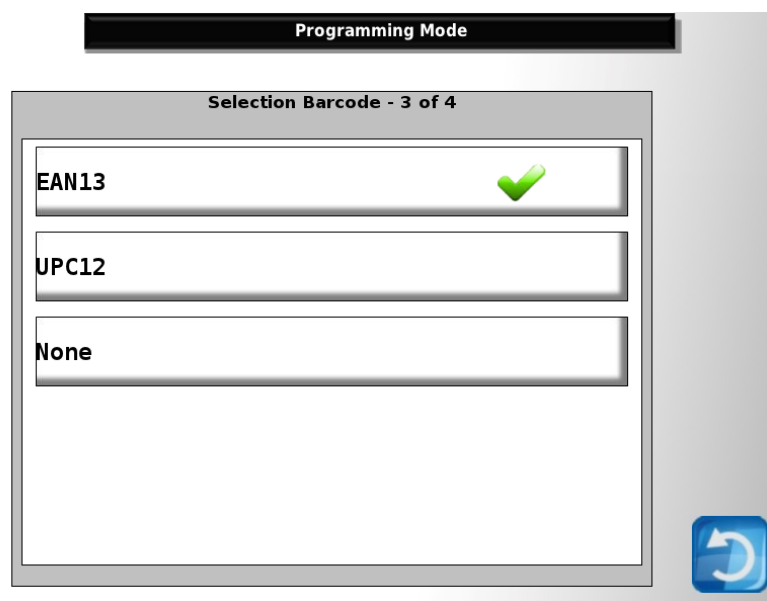 Programming Mode
Selection Barcode - 3 of 4
EAN13
UPC12
None